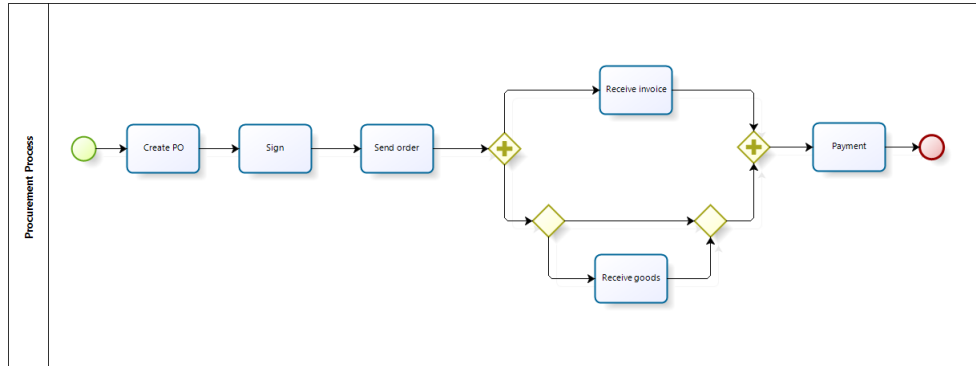 Procurement Process
Create PO
Sign
Send order
Receive invoice
Receive goods
Payment